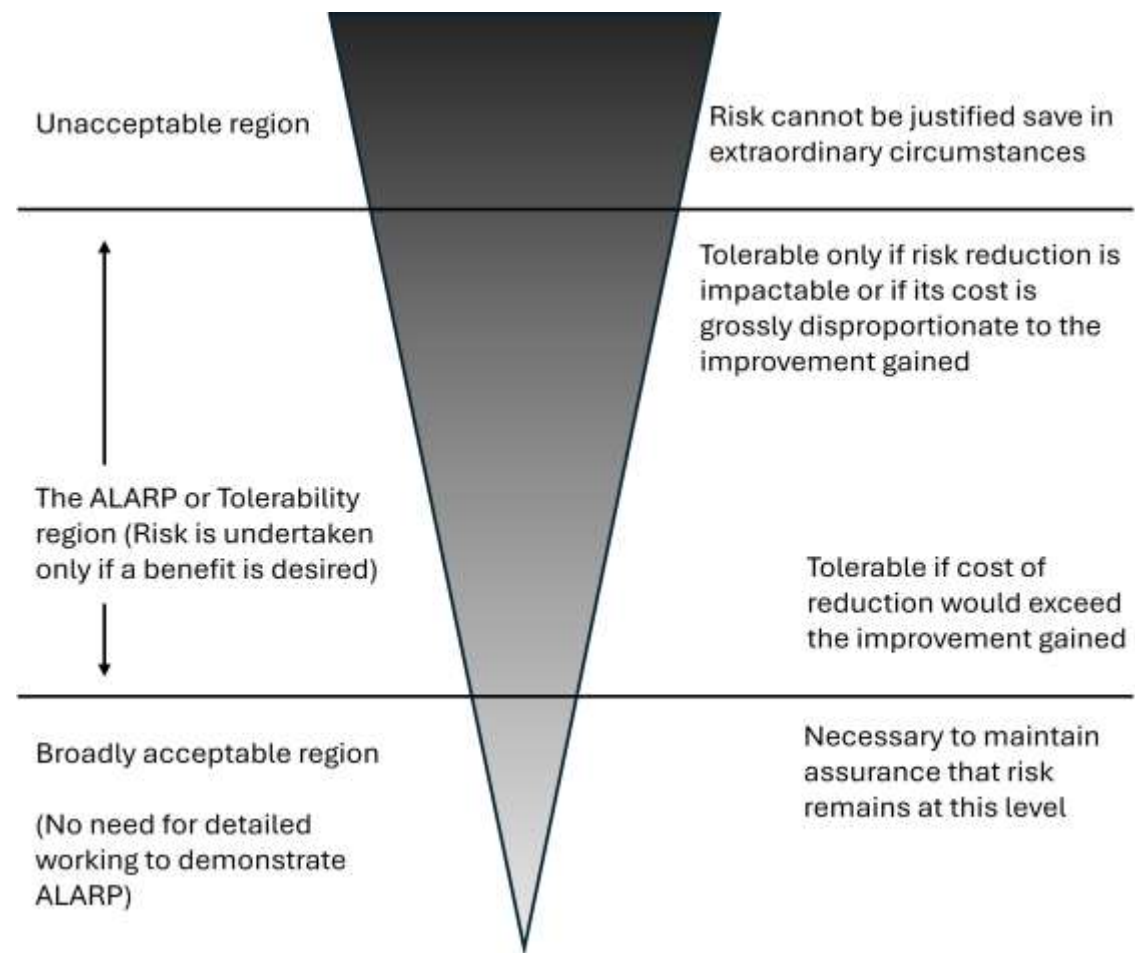 Unacceptable region
Risk cannot be justified save in
extraordinary circumstances
Tolerable only if risk reduction is
impactable or if its cost is
grossly disproportionate to the
improvement gained
The ALARP or Tolerability
region (Risk is undertaken
only if a benefit is desired)
Tolerable if cost of
reduction would exceed
the improvement gained
Broadly acceptable region
(No need for detailed
working to demonstrate
ALARP)
Necessary to maintain
assurance that risk
remains at this level